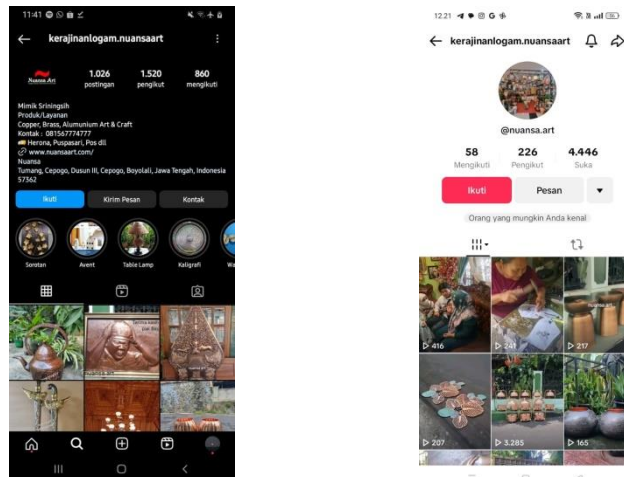 11:41
kerajinanlogam.nuansaart
Nuansa Art
1.026
1.520
860
postingan
pengikut
mengikuti
Mimik Sriningsih
Produk/Layanan
Copper, Brass, Alumunium Art & Craft
Kontak : 081567774777
Herona, Puspasari, Pos dll
www.nuansaart.com/
Nuansa
Tumang, Cepogo, Dusun III, Cepogo, Boyolali, Jawa Tengah, Indonesia
57362
Ikuti
Kirim Pesan
Kontak
Sorotan
Avent
Table Lamp
Kaligrafi
Wa
12.21
kerajinanlogam.nuansaart
@nuansa.art
58
226
4.446
Mengikuti
Pengikut
Suka
Ikuti
Pesan
Orang yang mungkin Anda kenal
416
241
217
207
3.283
165